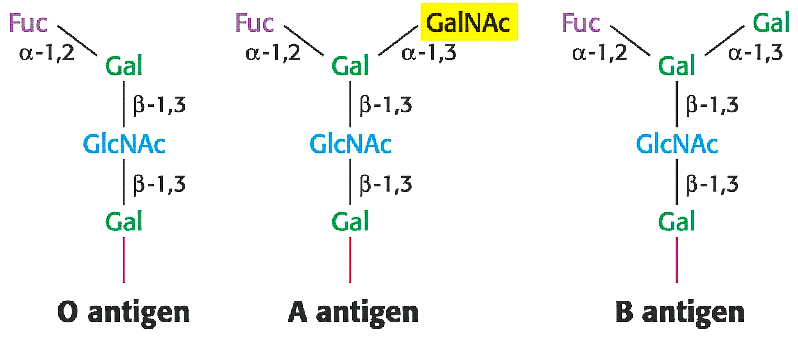 Fuc
α-1,2
Gal
β-1,3
GlcNAc
β-1,3
Gal
O antigen
Fuc
GalNAc
α-1,2
α-1,3
Gal
β-1,3
GlcNAc
β-1,3
Gal
A antigen
Fuc
Gal
α-1,2
α-1,3
Gal
β-1,3
GlcNAc
β-1,3
Gal
B antigen